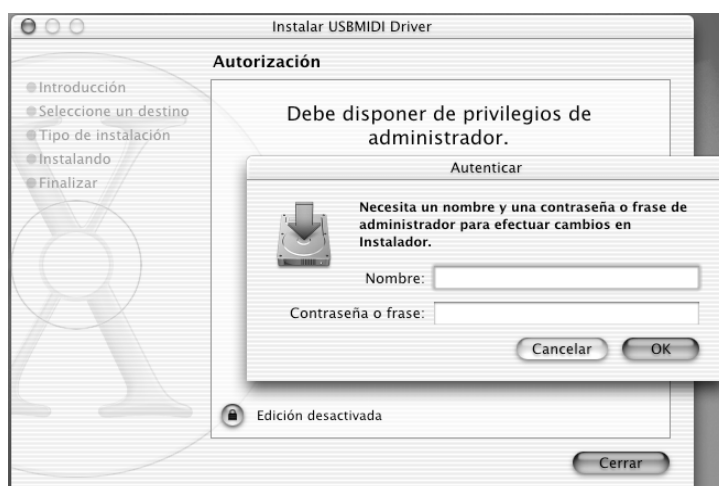 Instalar USBMIDI Driver
Autorización
Introducción
Seleccione un destino
Tipo de instalación
Instalando
Finalizar
Debe disponer de privilegios de
administrador.
Autenticar
Necesita un nombre y una contraseña o frase de
administrador para efectuar cambios en
Instalador.
Nombre:
Contraseña o frase:
Cancelar
OK
Edición desactivada
Cerrar